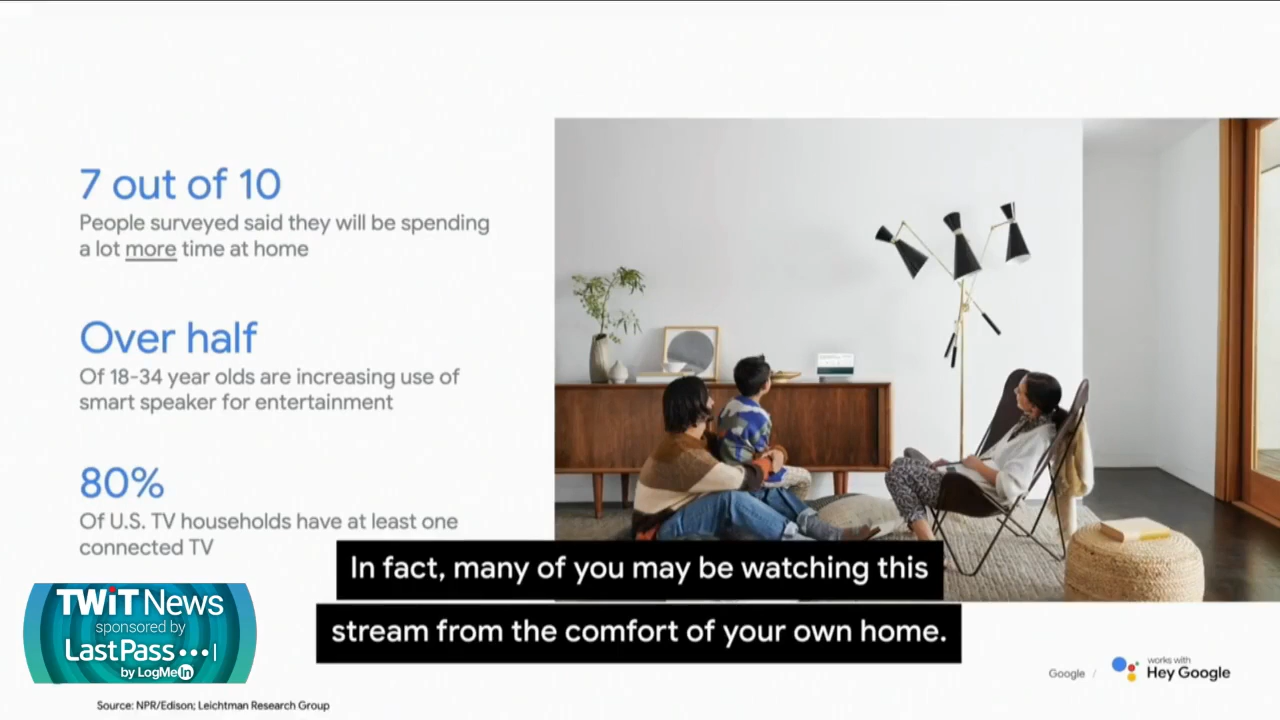 7 out of 10
People surveyed said they will be spending
a lot more time at home
Over half
Of 18-34 year olds are increasing use of
smart speaker for entertainment
80%
Of U.S. TV households have at least one
connected TV
In fact, many of you may be watching this
stream from the comfort of your own home.
TWiT News
sponsored by
LastPass •••|
by LogMeIn
Google /
works with
Hey Google
Source: NPR/Edison; Leichtman Research Group